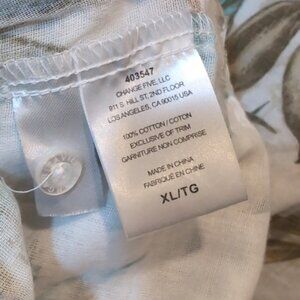 403547
CHANGE FIVE, LLC
911 S. HILL ST, 2ND FLOOR
LOS ANGELES, CA 90015 USA
100% COTTON / COTON
EXCLUSIVE OF TRIM
GARNITURE NON COMPRISE
MADE IN CHINA
FABRIQUÉ EN CHINE
XL/TG